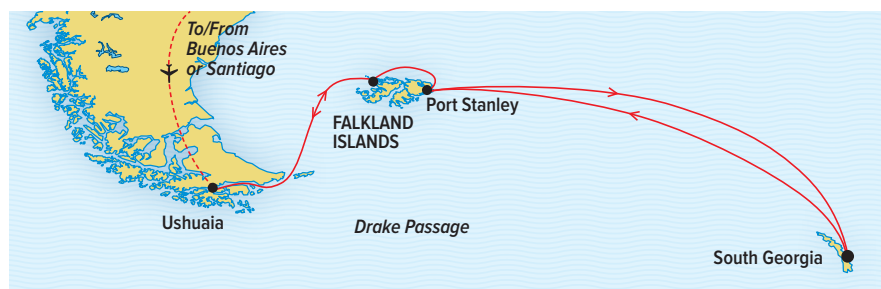 To/From
Buenos Aires
or Santiago
Port Stanley
FALKLAND
ISLANDS
Ushuaia
Drake Passage
South Georgia